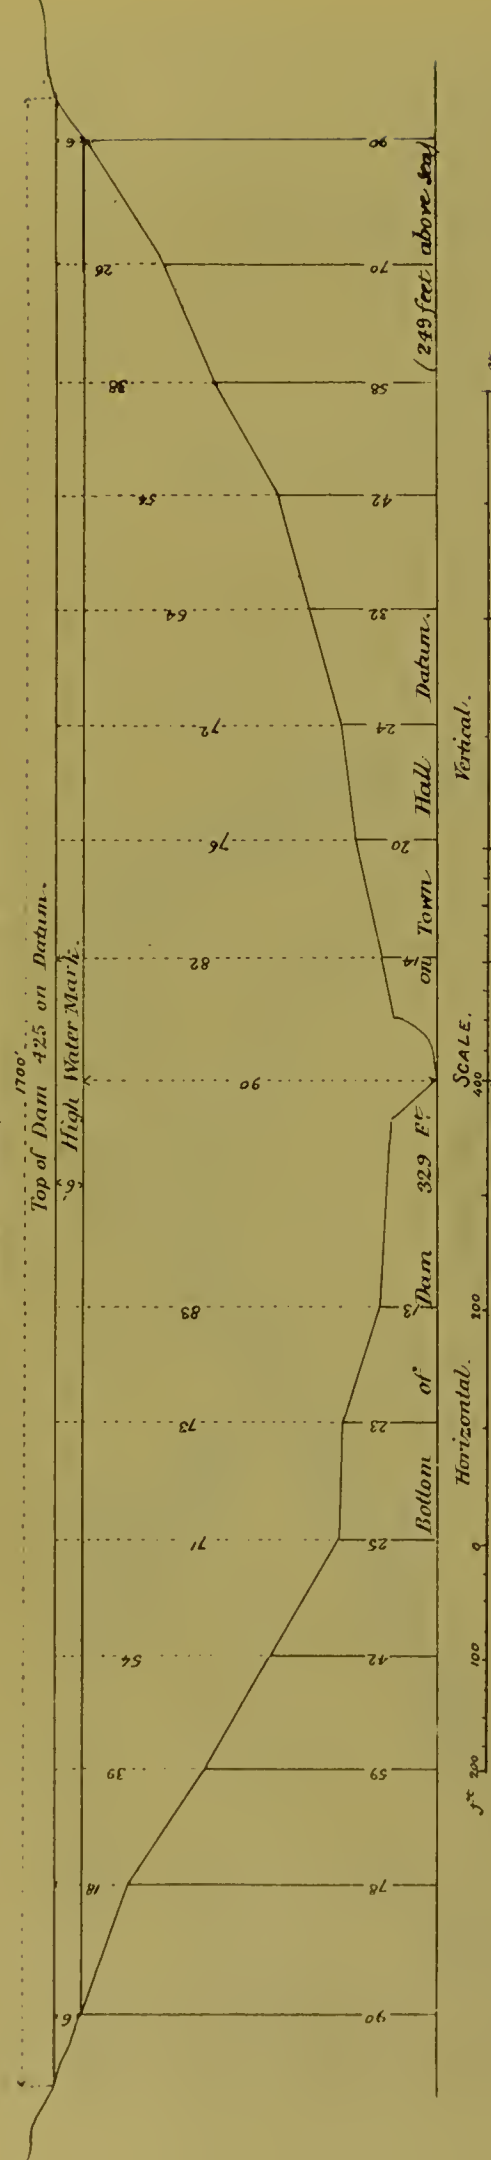 1700'
Top of Dam 425 on Datum.
High Water Mark.
6
6 18 39 54 71 73 83 90 82 76 72 64 54 38 26 6
90 78 59 42 25 23 13 14 20 24 32 42 58 70 90
Bottom of Dam 329 Ft on Town Hall Datum. (249 feet above sea)
Horizontal. SCALE. Vertical.
ft 200 100 0 200 400